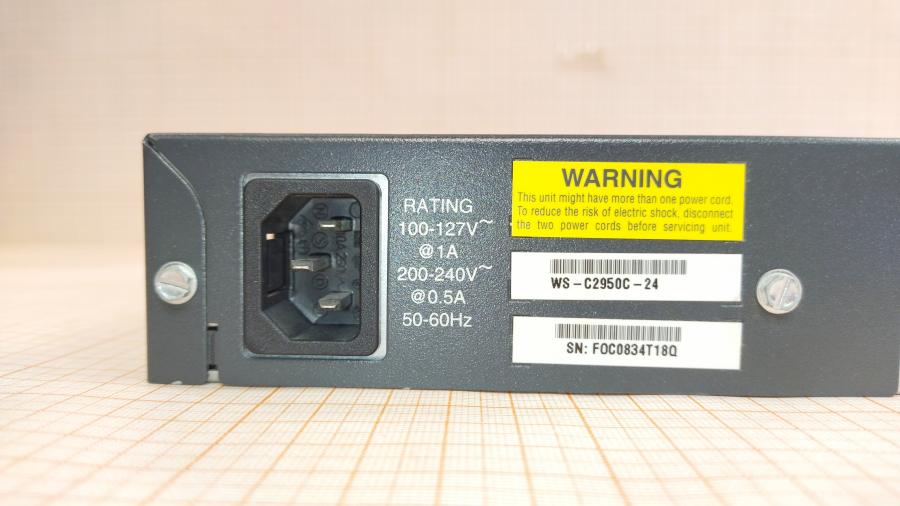 RATING
100-127V~
@1A
200-240V~
@0.5A
50-60Hz
WARNING
This unit might have more than one power cord.
To reduce the risk of electric shock, disconnect
the two power cords before servicing unit.
WS-C2950C-24
SN: FOC0834T18Q